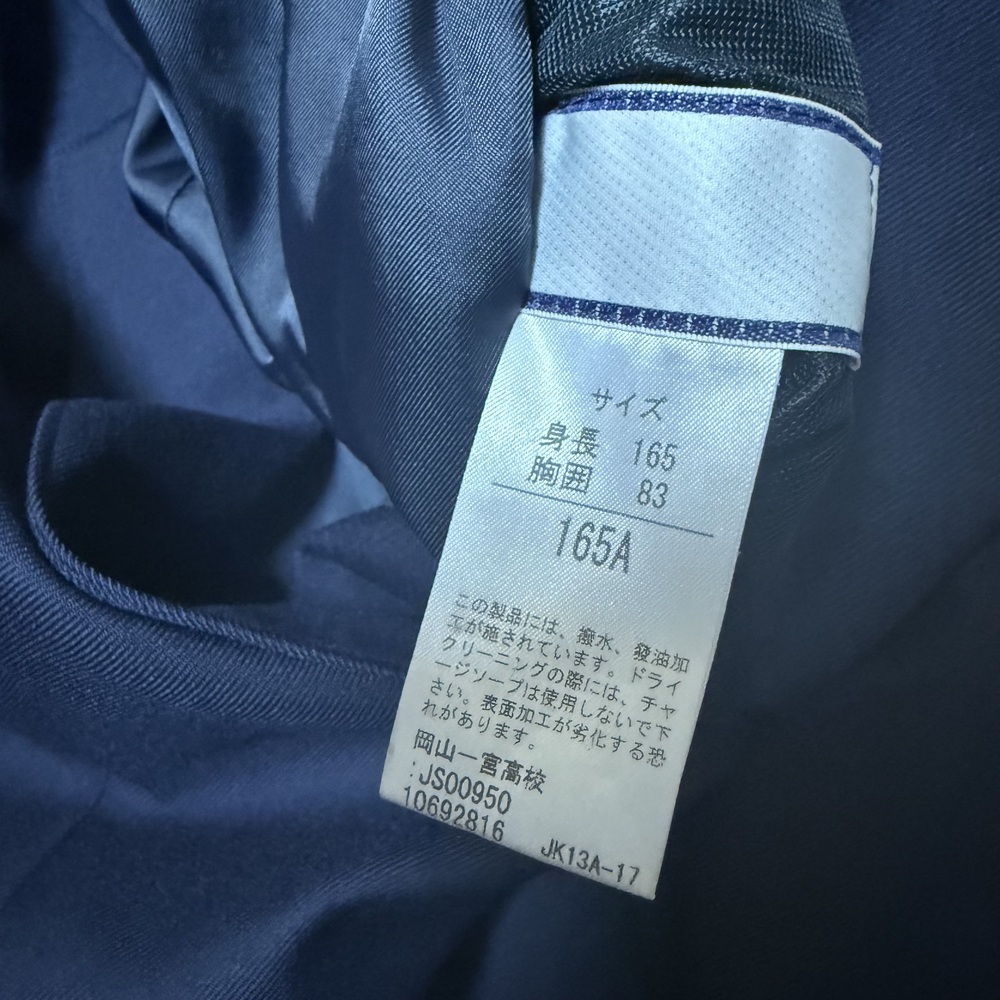 サイズ
身長 165
胸囲 83
165A
この製品には、撥水、發油加
工が施されています。ドライ
クリーニングの際には、チャ
ージソープは使用しないで下
さい。表面加工が劣化する恐
れがあります。
岡山一宮高校
:JS00950
10692816 JK13A-17